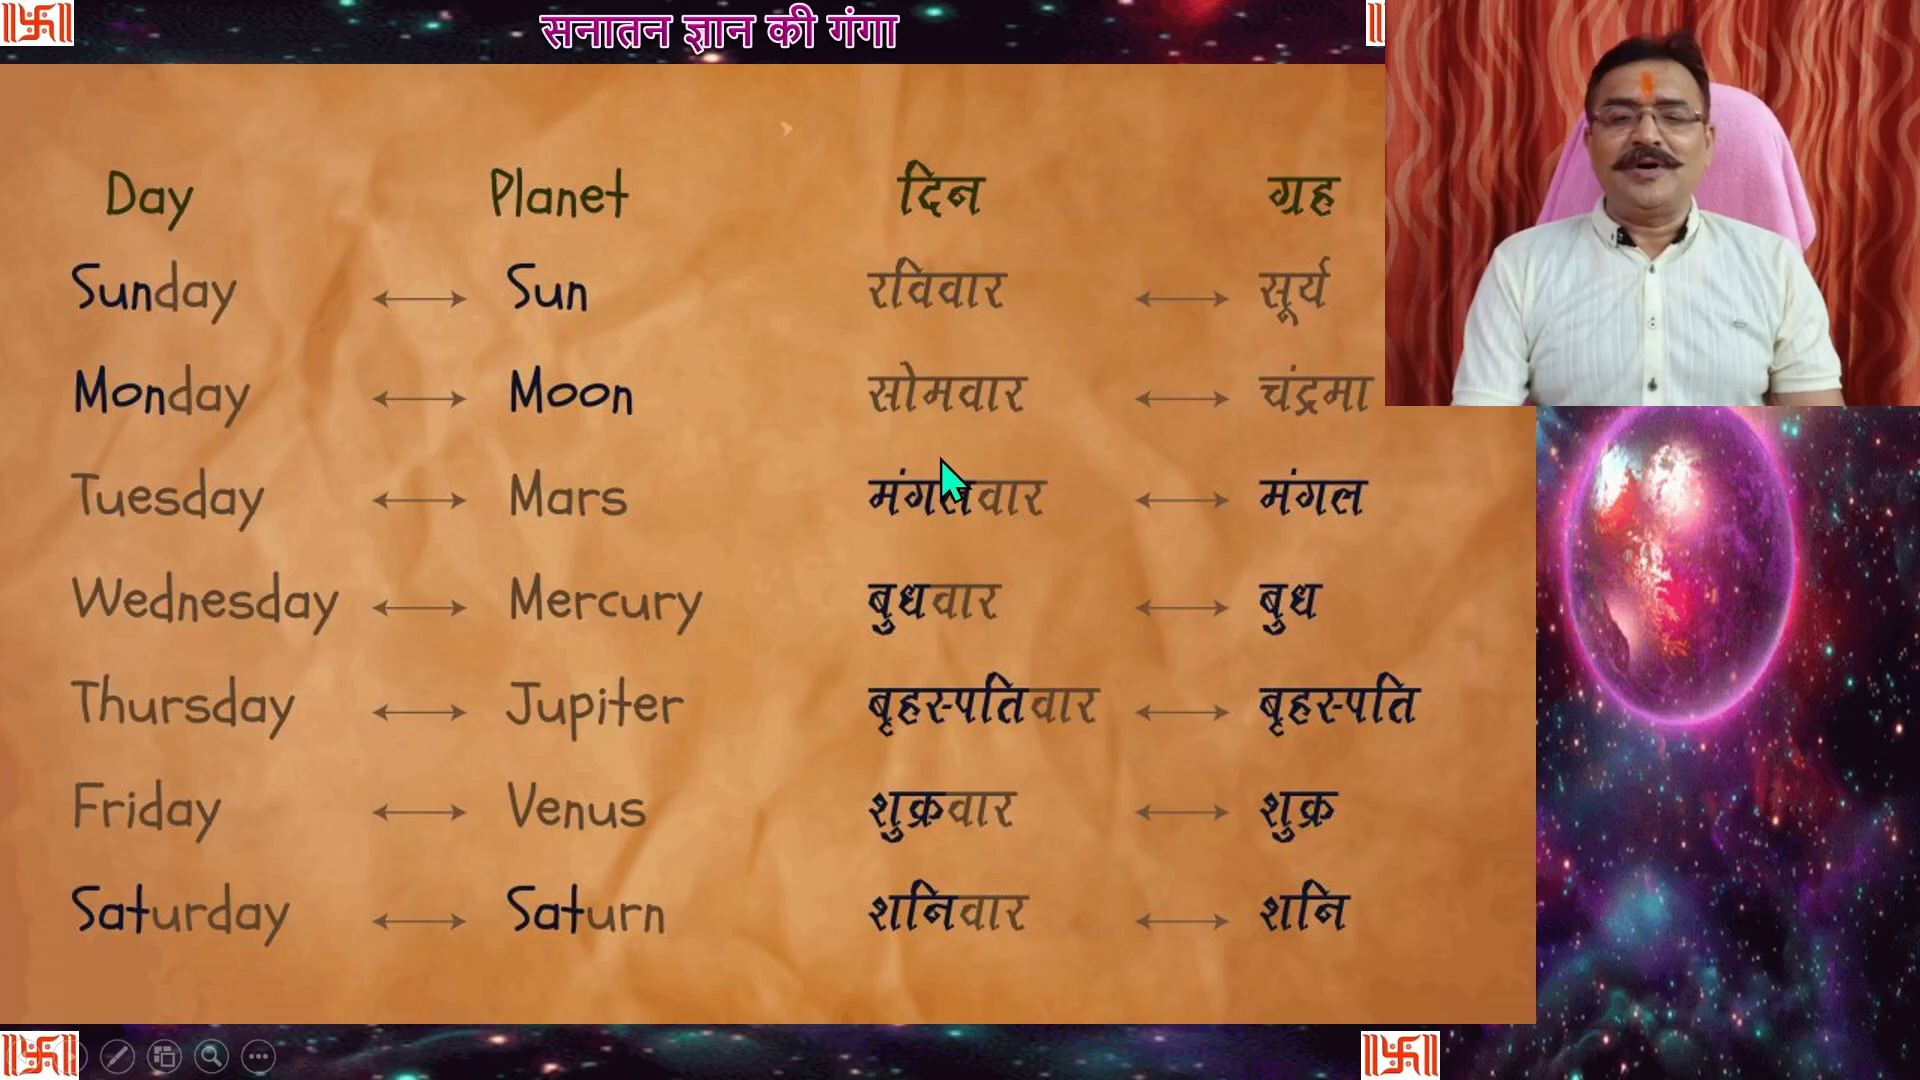 सनातन ज्ञान की गंगा
Day Planet दिन ग्रह
Sunday Sun रविवार सूर्य
Monday Moon सोमवार चंद्रमा
Tuesday Mars मंगलवार मंगल
Wednesday Mercury बुधवार बुध
Thursday Jupiter बृहस्पतिवार बृहस्पति
Friday Venus शुक्रवार शुक्र
Saturday Saturn शनिवार शनि